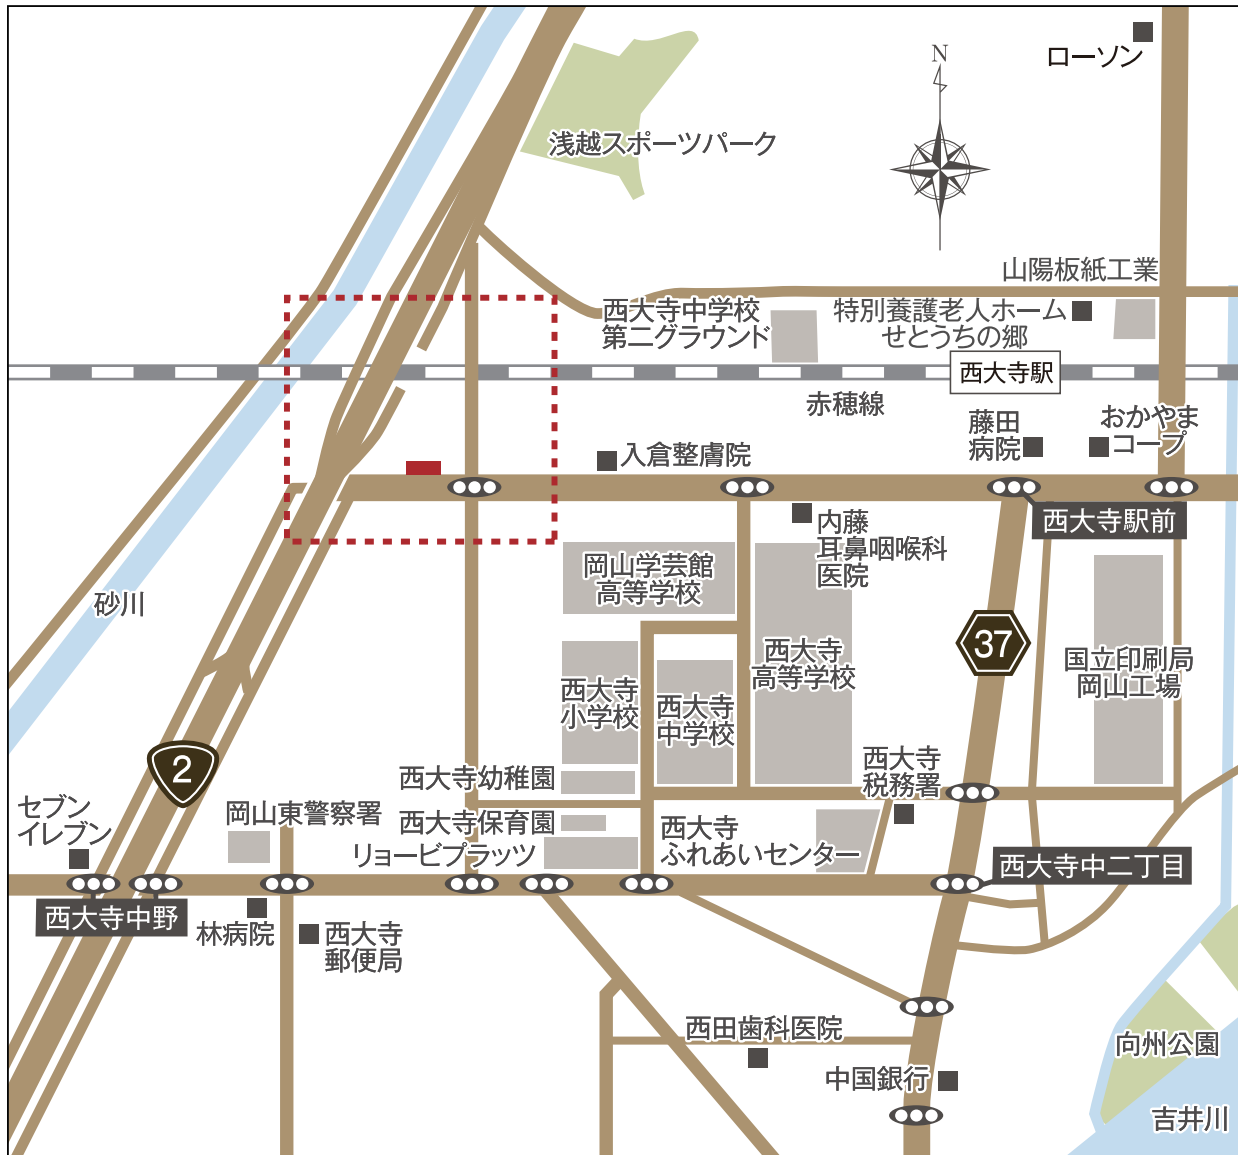 ローソン
N
浅越スポーツパーク
山陽板紙工業
西大寺中学校
第二グラウンド
特別養護老人ホーム
せとうちの郷
西大寺駅
赤穂線
藤田
病院
おかやま
コープ
入倉整膚院
西大寺駅前
内藤
耳鼻咽喉科
医院
岡山学芸館
高等学校
砂川
37
西大寺
高等学校
国立印刷局
岡山工場
西大寺
小学校
西大寺
中学校
2
西大寺幼稚園
西大寺
税務署
セブン
イレブン
岡山東警察署
西大寺保育園
リョービプラッツ
西大寺
ふれあいセンター
西大寺中二丁目
西大寺中野
林病院
西大寺
郵便局
西田歯科医院
向州公園
中国銀行
吉井川